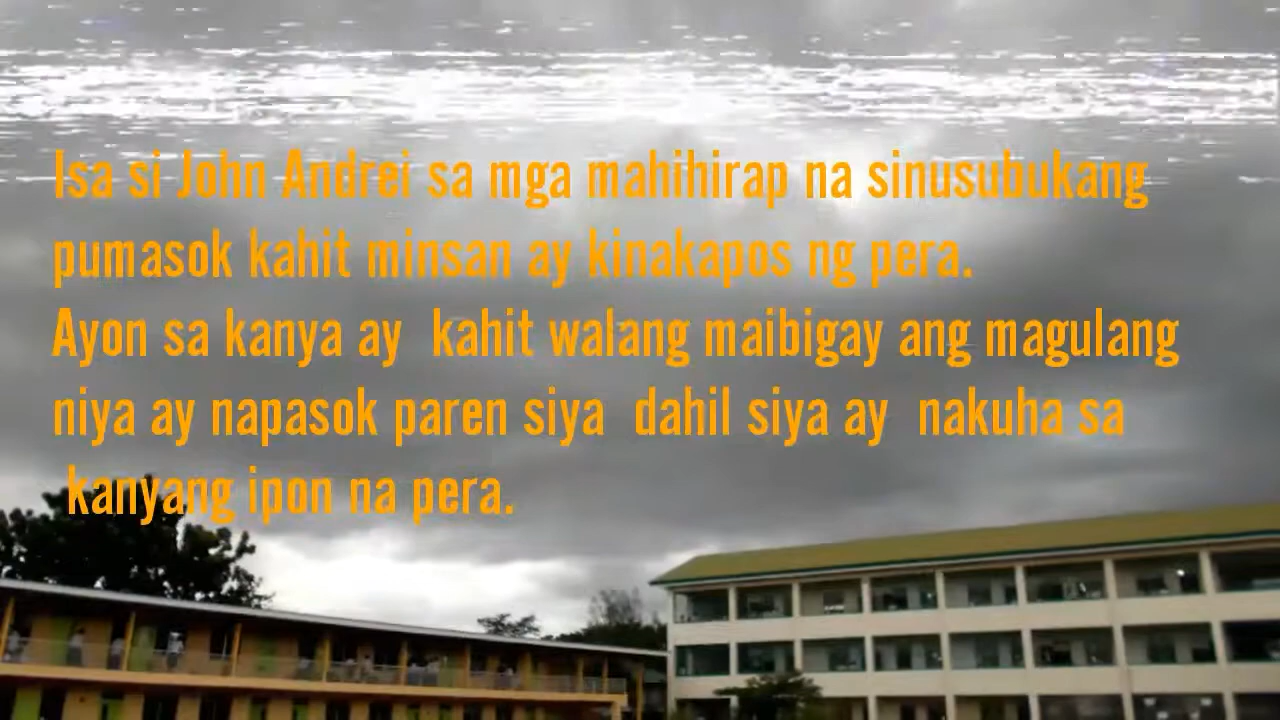 Isa si John Andrei sa mga mahihirap na sinusubukang
pumasok kahit minsan ay kinakapos ng pera.
Ayon sa kanya ay kahit walang maibigay ang magulang
niya ay napasok paren siya dahil siya ay nakuha sa
kanyang ipon na pera.